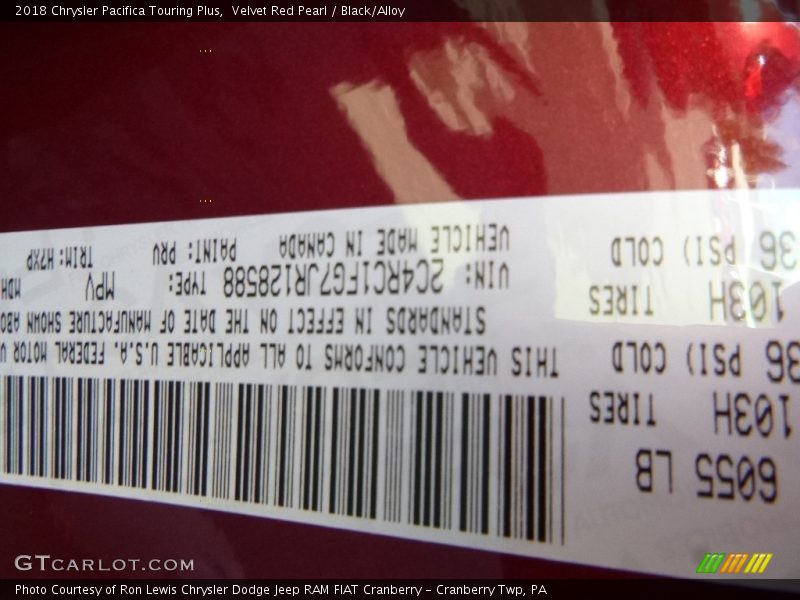 2018 Chrysler Pacifica Touring Plus, Velvet Red Pearl / Black/Alloy
6055 LB
103H TIRES
36 PSI) COLD
THIS VEHICLE CONFORMS TO ALL APPLICABLE U.S.A. FEDERAL MOTOR V
STANDARDS IN EFFECT ON THE DATE OF MANUFACTURE SHOWN ABO
103H TIRES
VIN: 2C4RC1FG7JR128588 TYPE: MPV MDH
36 PSI) COLD
VEHICLE MADE IN CANADA PAINT: PRV TRIM: H7XP
GTCARLOT.COM
Photo Courtesy of Ron Lewis Chrysler Dodge Jeep RAM FIAT Cranberry - Cranberry Twp, PA